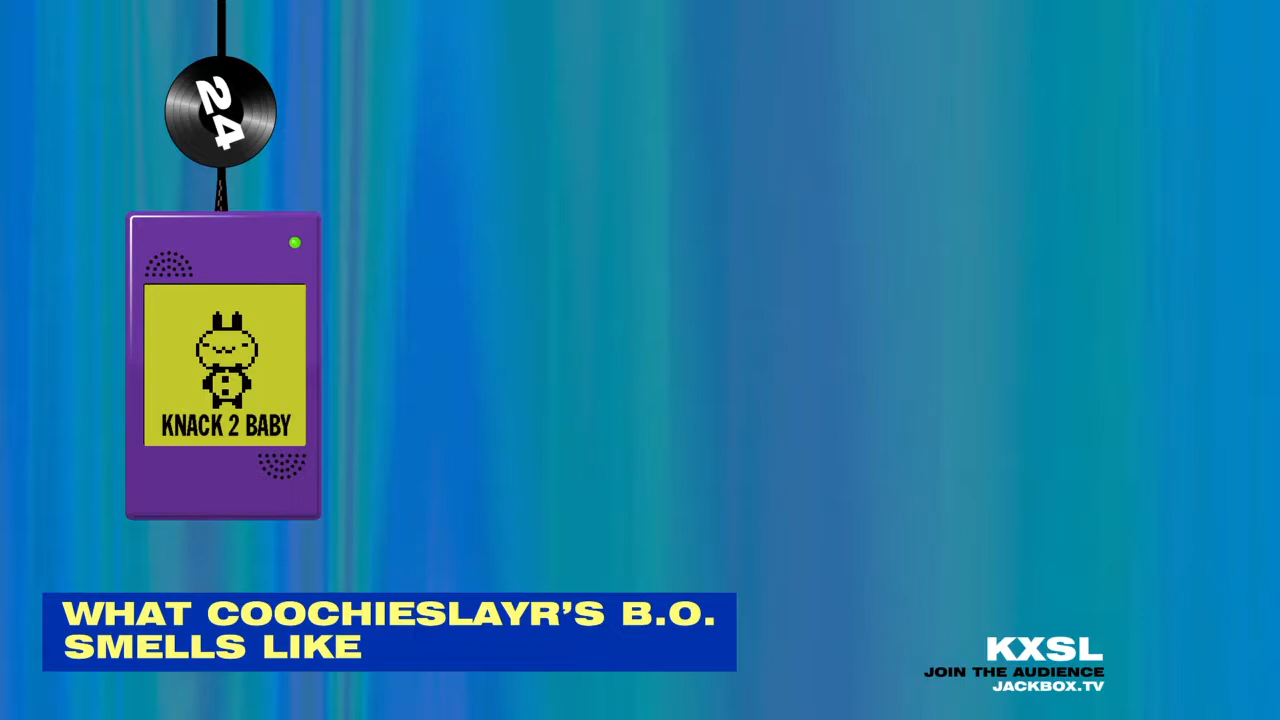 24
KNACK 2 BABY
WHAT COOCHIESLAYR'S B.O.
SMELLS LIKE
KXSL
JOIN THE AUDIENCE
JACKBOX.TV